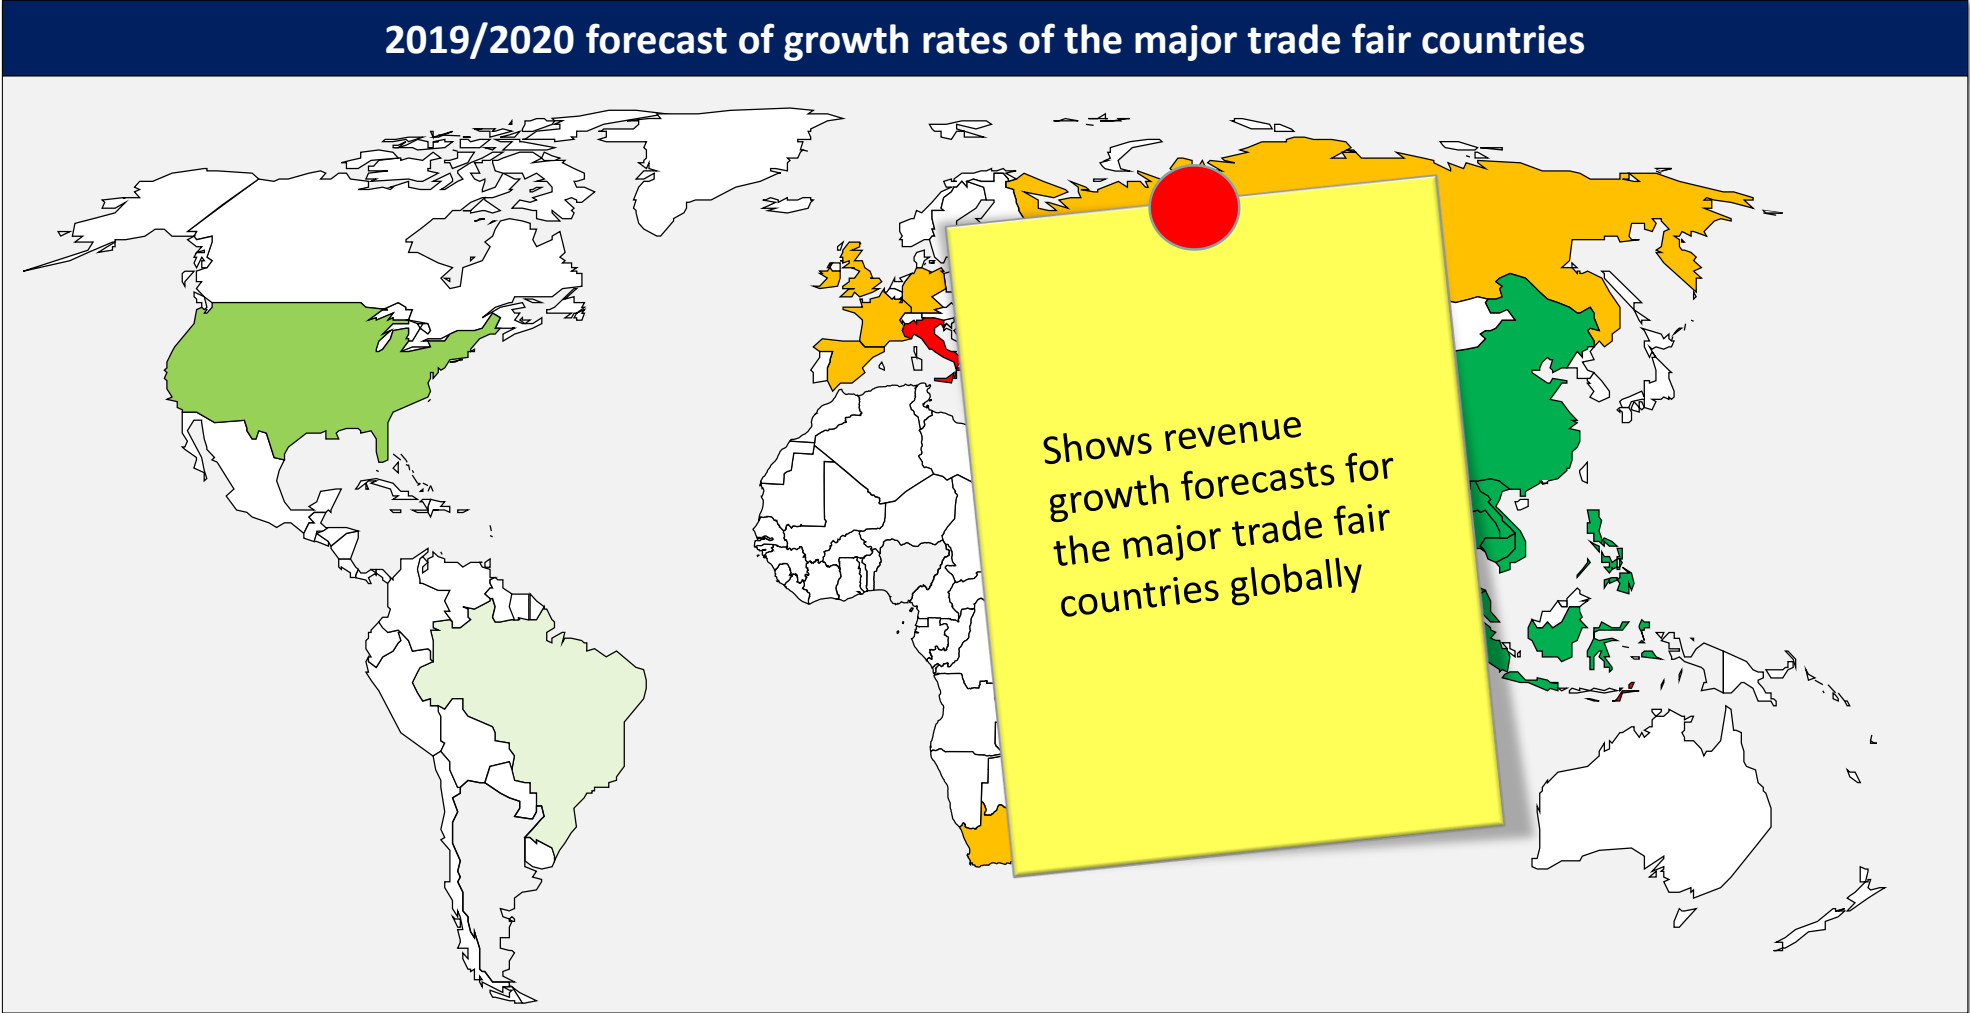 2019/2020 forecast of growth rates of the major trade fair countries
Shows revenue
growth forecasts for
the major trade fair
countries globally